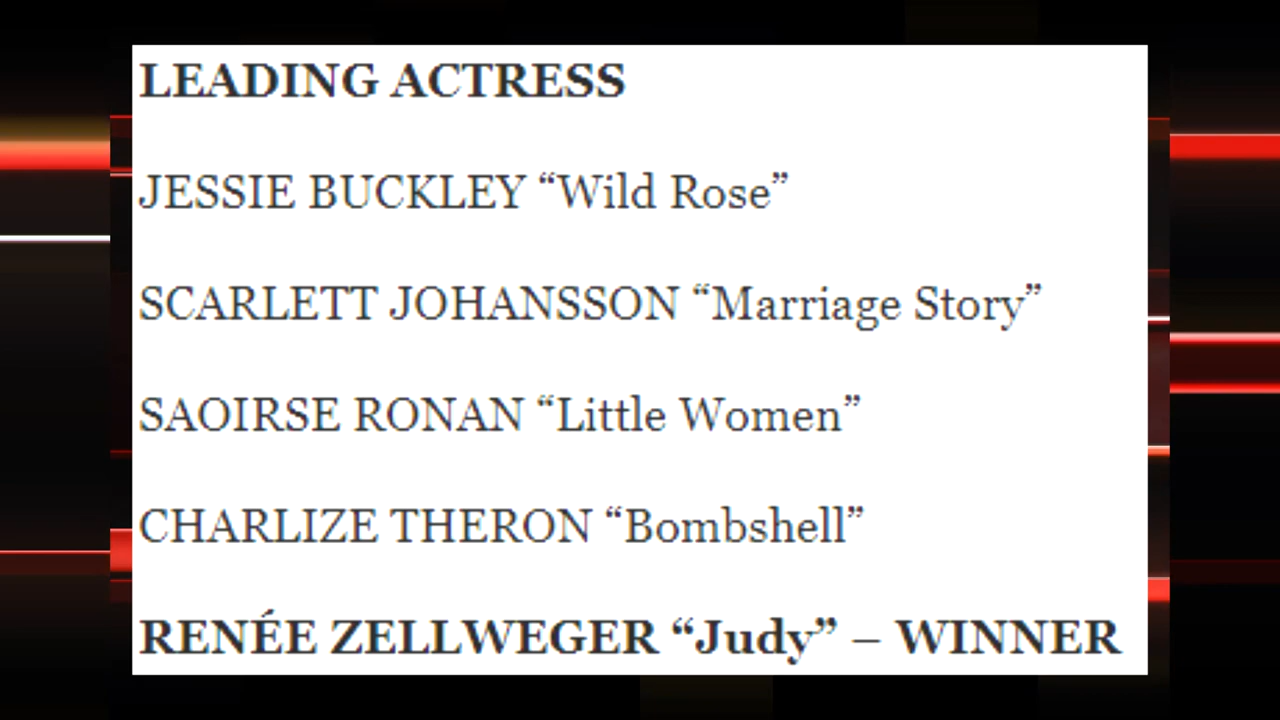 LEADING ACTRESS
JESSIE BUCKLEY “Wild Rose”
SCARLETT JOHANSSON “Marriage Story”
SAOIRSE RONAN “Little Women”
CHARLIZE THERON “Bombshell”
RENÉE ZELLWEGER “Judy” – WINNER